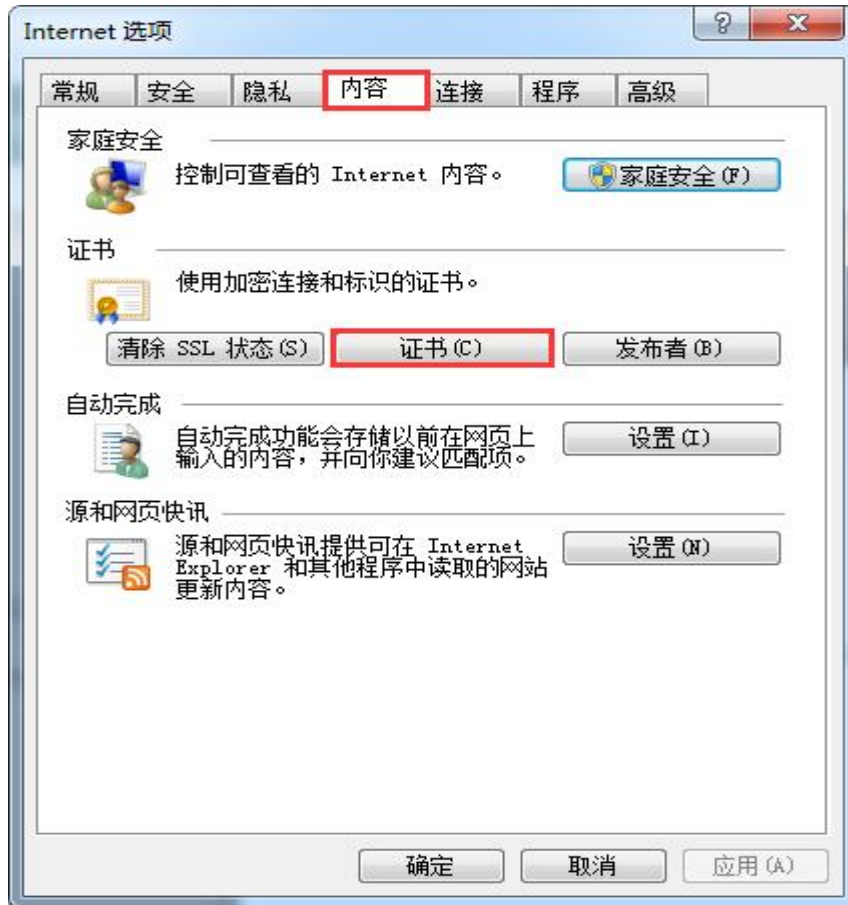 Internet 选项
常规 安全 隐私 内容 连接 程序 高级
家庭安全
控制可查看的 Internet 内容。
家庭安全(F)
证书
使用加密连接和标识的证书。
清除 SSL 状态(S) 证书(C) 发布者(B)
自动完成
自动完成功能会存储以前在网页上
输入的内容，并向你建议匹配项。
设置(I)
源和网页快讯
源和网页快讯提供可在 Internet
Explorer 和其他程序中读取的网站
更新内容。
设置(N)
确定 取消 应用(A)